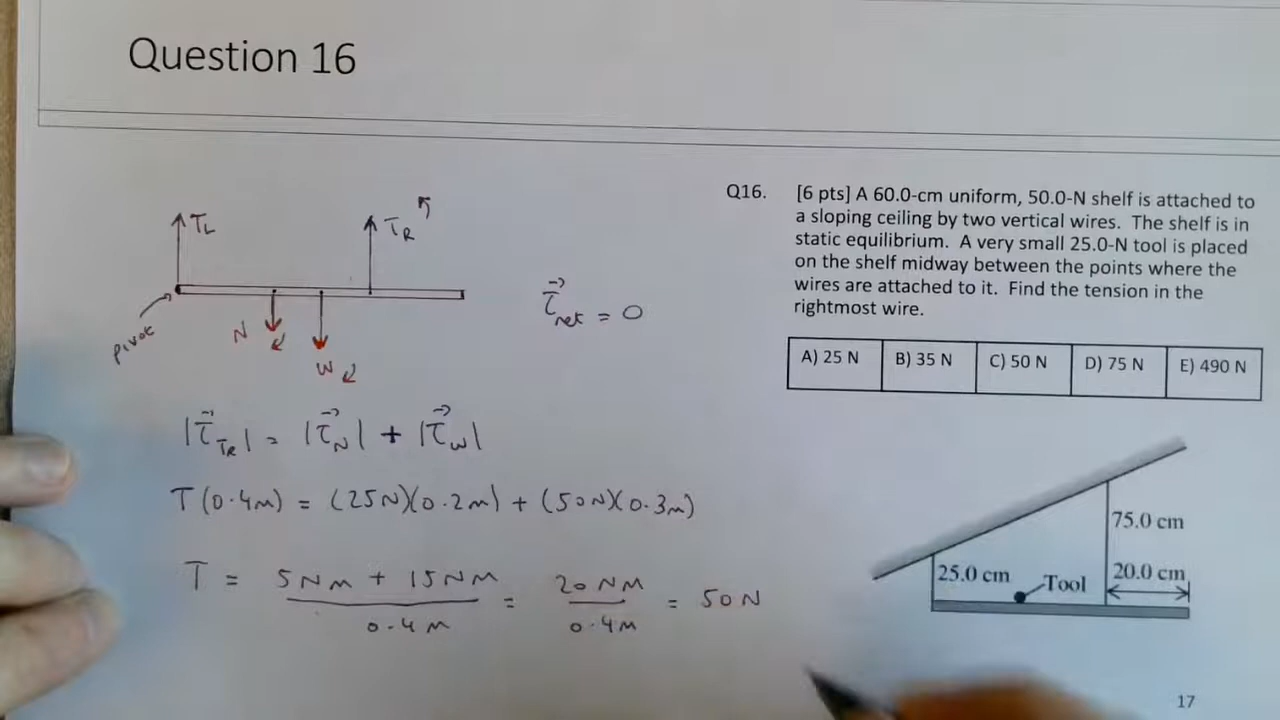 Question 16
T_L
T_R
pivot
N
W
τ⃗_net = 0
|τ⃗_TR| = |τ⃗_N| + |τ⃗_W|
T(0.4m) = (25N)(0.2m) + (50N)(0.3m)
T = 5NM + 15NM / 0.4M = 20NM / 0.4M = 50N
Q16. [6 pts] A 60.0-cm uniform, 50.0-N shelf is attached to
a sloping ceiling by two vertical wires. The shelf is in
static equilibrium. A very small 25.0-N tool is placed
on the shelf midway between the points where the
wires are attached to it. Find the tension in the
rightmost wire.
A) 25 N B) 35 N C) 50 N D) 75 N E) 490 N
75.0 cm
25.0 cm Tool 20.0 cm
17